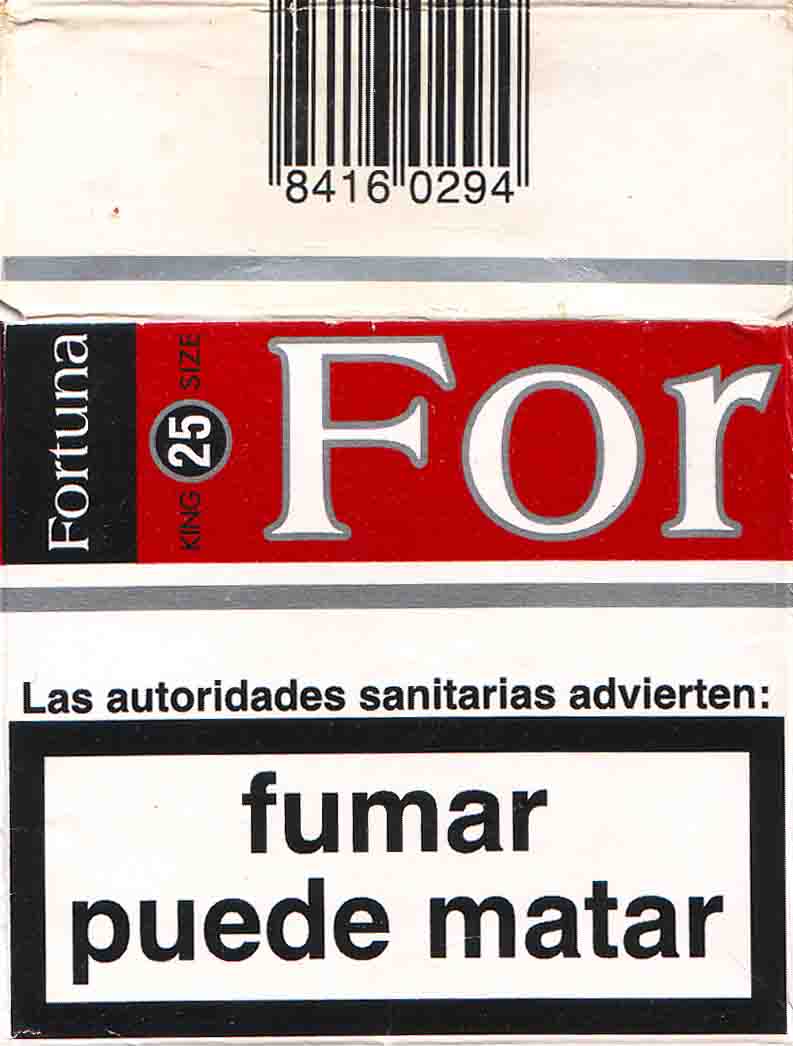 8416 0294
Fortuna
KING 25 SIZE
For
Las autoridades sanitarias advierten:
fumar
puede matar